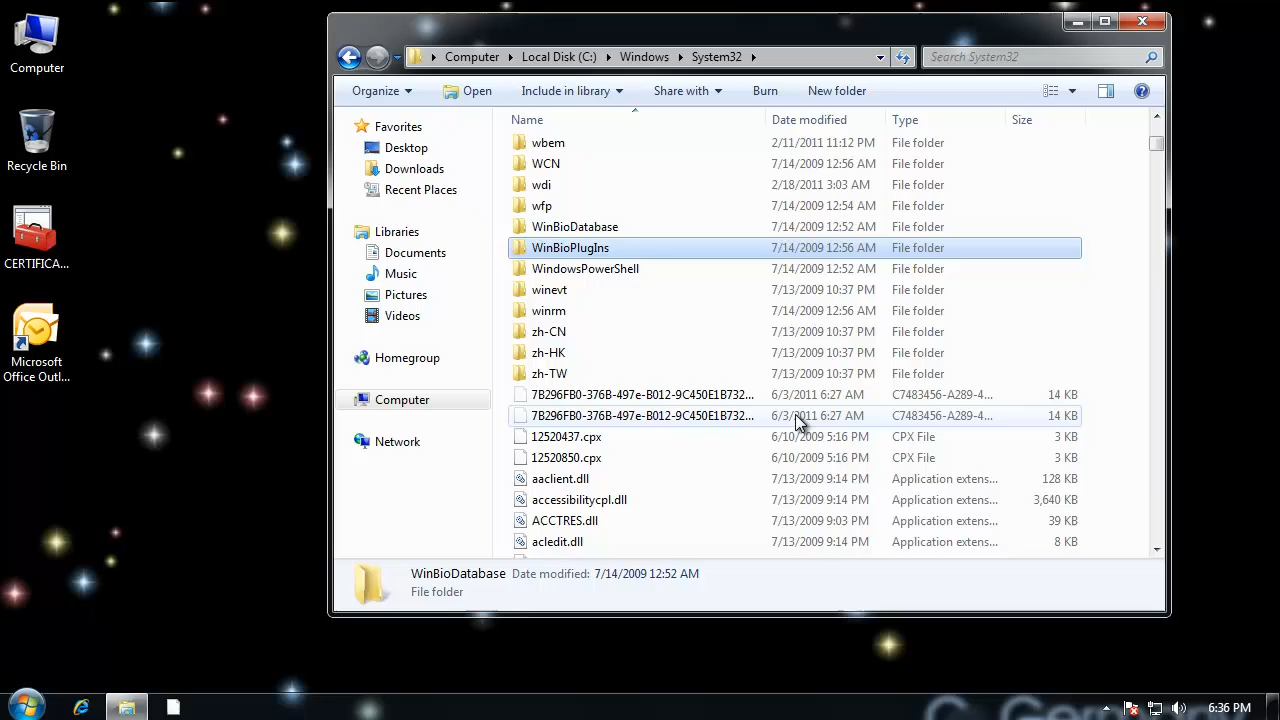 Computer
Recycle Bin
CERTIFICA...
Microsoft
Office Outl...
Computer
Local Disk (C:)
Windows
System32
Search System32
Organize
Open
Include in library
Share with
Burn
New folder
Favorites
Desktop
Downloads
Recent Places
Libraries
Documents
Music
Pictures
Videos
Homegroup
Computer
Network
Name Date modified Type Size
wbem 2/11/2011 11:12 PM File folder
WCN 7/14/2009 12:56 AM File folder
wdi 2/18/2011 3:03 AM File folder
wfp 7/14/2009 12:54 AM File folder
WinBioDatabase 7/14/2009 12:52 AM File folder
WinBioPlugIns 7/14/2009 12:56 AM File folder
WindowsPowerShell 7/14/2009 12:52 AM File folder
winevt 7/13/2009 10:37 PM File folder
winrm 7/14/2009 12:56 AM File folder
zh-CN 7/13/2009 10:37 PM File folder
zh-HK 7/13/2009 10:37 PM File folder
zh-TW 7/13/2009 10:37 PM File folder
7B296FB0-376B-497e-B012-9C450E1B732... 6/3/2011 6:27 AM C7483456-A289-4... 14 KB
7B296FB0-376B-497e-B012-9C450E1B732... 6/3/2011 6:27 AM C7483456-A289-4... 14 KB
12520437.cpx 6/10/2009 5:16 PM CPX File 3 KB
12520850.cpx 6/10/2009 5:16 PM CPX File 3 KB
aaclient.dll 7/13/2009 9:14 PM Application extens... 128 KB
accessibilitycpl.dll 7/13/2009 9:14 PM Application extens... 3,640 KB
ACCTRES.dll 7/13/2009 9:03 PM Application extens... 39 KB
acledit.dll 7/13/2009 9:14 PM Application extens... 8 KB
WinBioDatabase Date modified: 7/14/2009 12:52 AM
File folder
6:36 PM